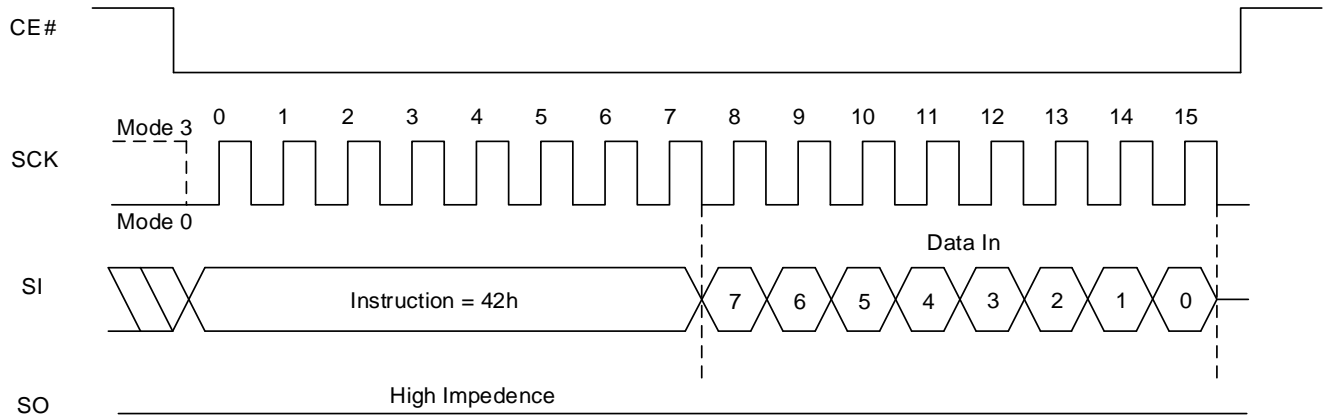 CE#
0 1 2 3 4 5 6 7 8 9 10 11 12 13 14 15
Mode 3
SCK
Mode 0
Data In
SI
Instruction = 42h
7 6 5 4 3 2 1 0
High Impedence
SO